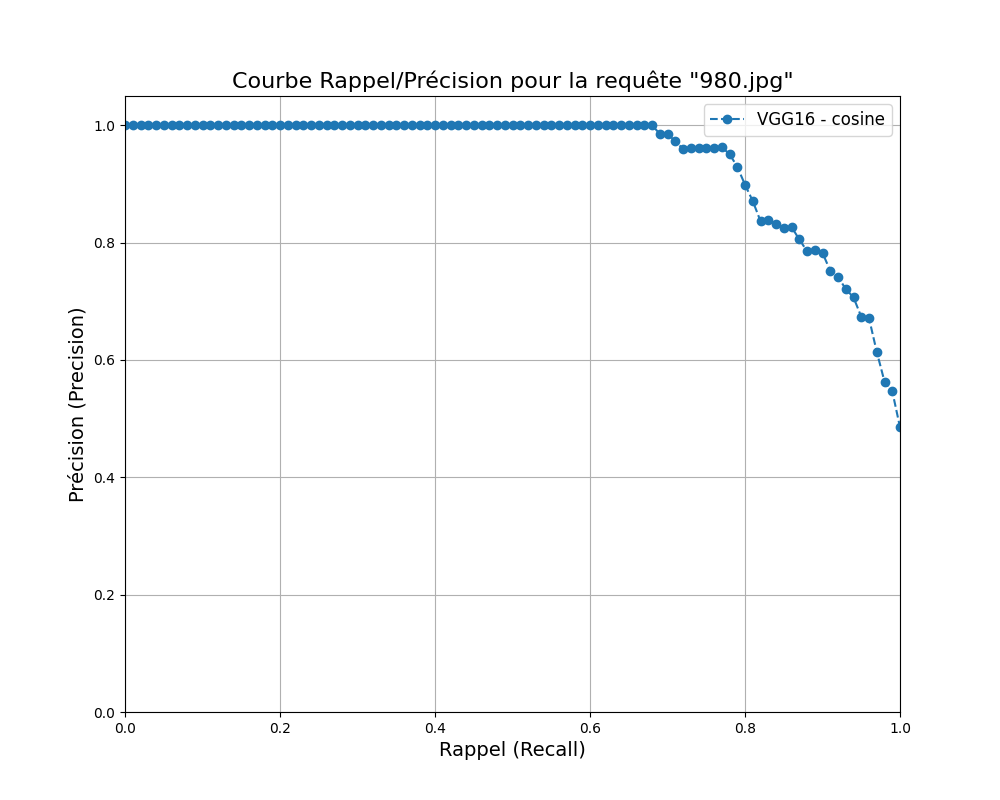 Courbe Rappel/Précision pour la requête "980.jpg"
VGG16 - cosine
1.0
0.8
0.6
0.4
0.2
0.0
Précision (Precision)
0.0 0.2 0.4 0.6 0.8 1.0
Rappel (Recall)